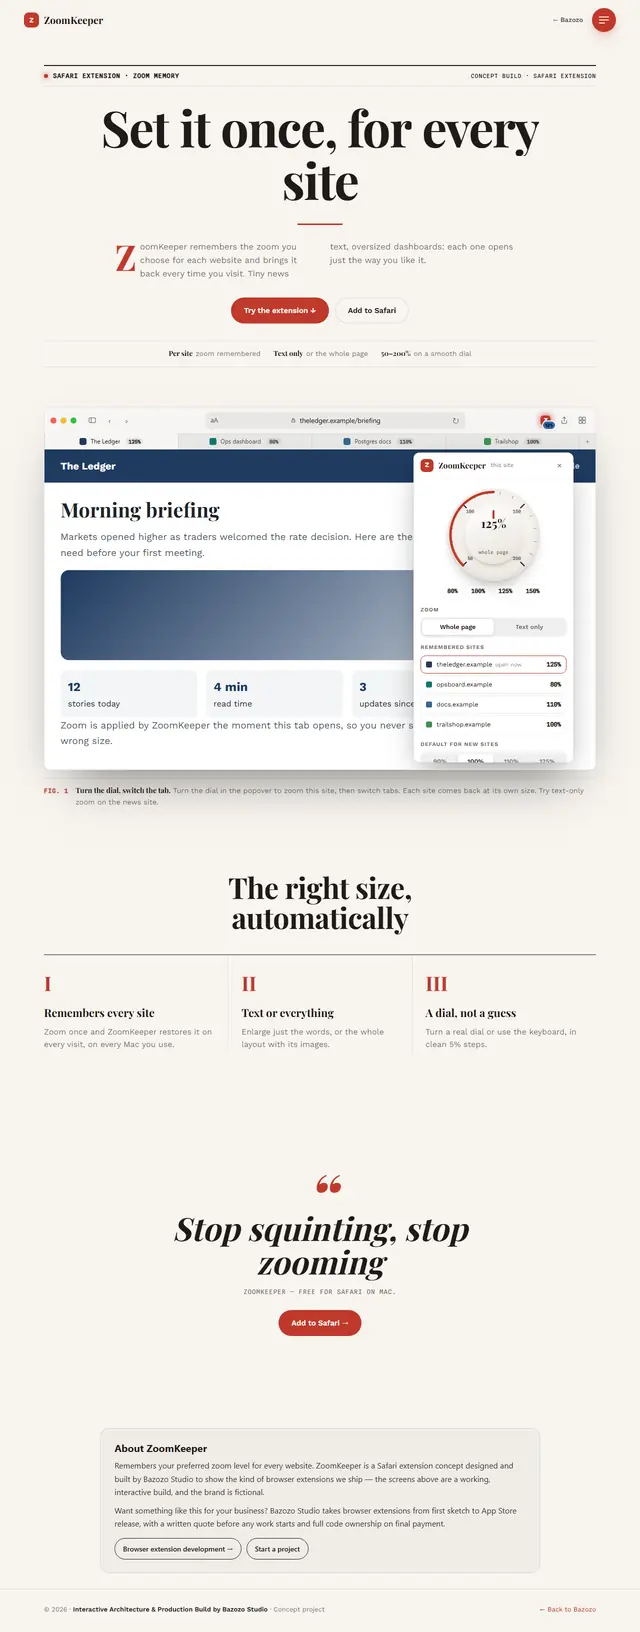 Z ZoomKeeper
← Bazozo
SAFARI EXTENSION · ZOOM MEMORY
CONCEPT BUILD · SAFARI EXTENSION
Set it once, for every
site
ZoomKeeper remembers the zoom you
choose for each website and brings it
back every time you visit. Tiny news
text, oversized dashboards: each one opens
just the way you like it.
Try the extension ↓
Add to Safari
Per site zoom remembered
Text only or the whole page
50–200% on a smooth dial
aA
theledger.example/briefing
The Ledger 125%
Ops dashboard 80%
Postgres docs 110%
Trailshop 100%
+
The Ledger
Morning briefing
Markets opened higher as traders welcomed the rate decision. Here are the
need before your first meeting.
12
stories today
4 min
read time
3
updates since
Zoom is applied by ZoomKeeper the moment this tab opens, so you never s
wrong size.
Z ZoomKeeper this site ×
100
150
125%
50
whole page
200
80% 100% 125% 150%
ZOOM
Whole page
Text only
REMEMBERED SITES
theledger.example open now 125%
opsboard.example 80%
docs.example 110%
trailshop.example 100%
DEFAULT FOR NEW SITES
90% 100% 110% 125%
FIG. 1 Turn the dial, switch the tab. Turn the dial in the popover to zoom this site, then switch tabs. Each site comes back at its own size. Try text-only
zoom on the news site.
The right size,
automatically
I
Remembers every site
Zoom once and ZoomKeeper restores it on
every visit, on every Mac you use.
II
Text or everything
Enlarge just the words, or the whole
layout with its images.
III
A dial, not a guess
Turn a real dial or use the keyboard, in
clean 5% steps.
“
Stop squinting, stop
zooming
ZOOMKEEPER — FREE FOR SAFARI ON MAC.
Add to Safari →
About ZoomKeeper
Remembers your preferred zoom level for every website. ZoomKeeper is a Safari extension concept designed and
built by Bazozo Studio to show the kind of browser extensions we ship — the screens above are a working,
interactive build, and the brand is fictional.
Want something like this for your business? Bazozo Studio takes browser extensions from first sketch to App Store
release, with a written quote before any work starts and full code ownership on final payment.
Browser extension development →
Start a project
© 2026 · Interactive Architecture & Production Build by Bazozo Studio · Concept project
← Back to Bazozo